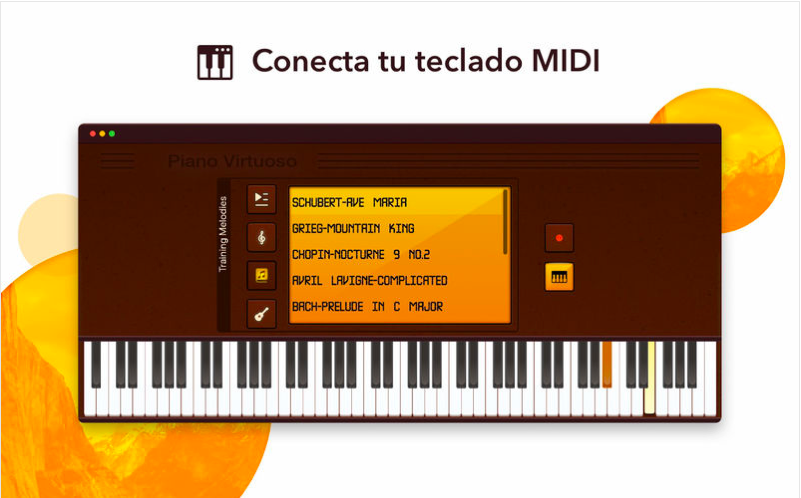 Conecta tu teclado MIDI
Piano Virtuoso
Training Melodies
SCHUBERT-AVE MARIA
GRIEG-MOUNTAIN KING
CHOPIN-NOCTURNE 9 NO.2
AVRIL LAVIGNE-COMPLICATED
BACH-PRELUDE IN C MAJOR